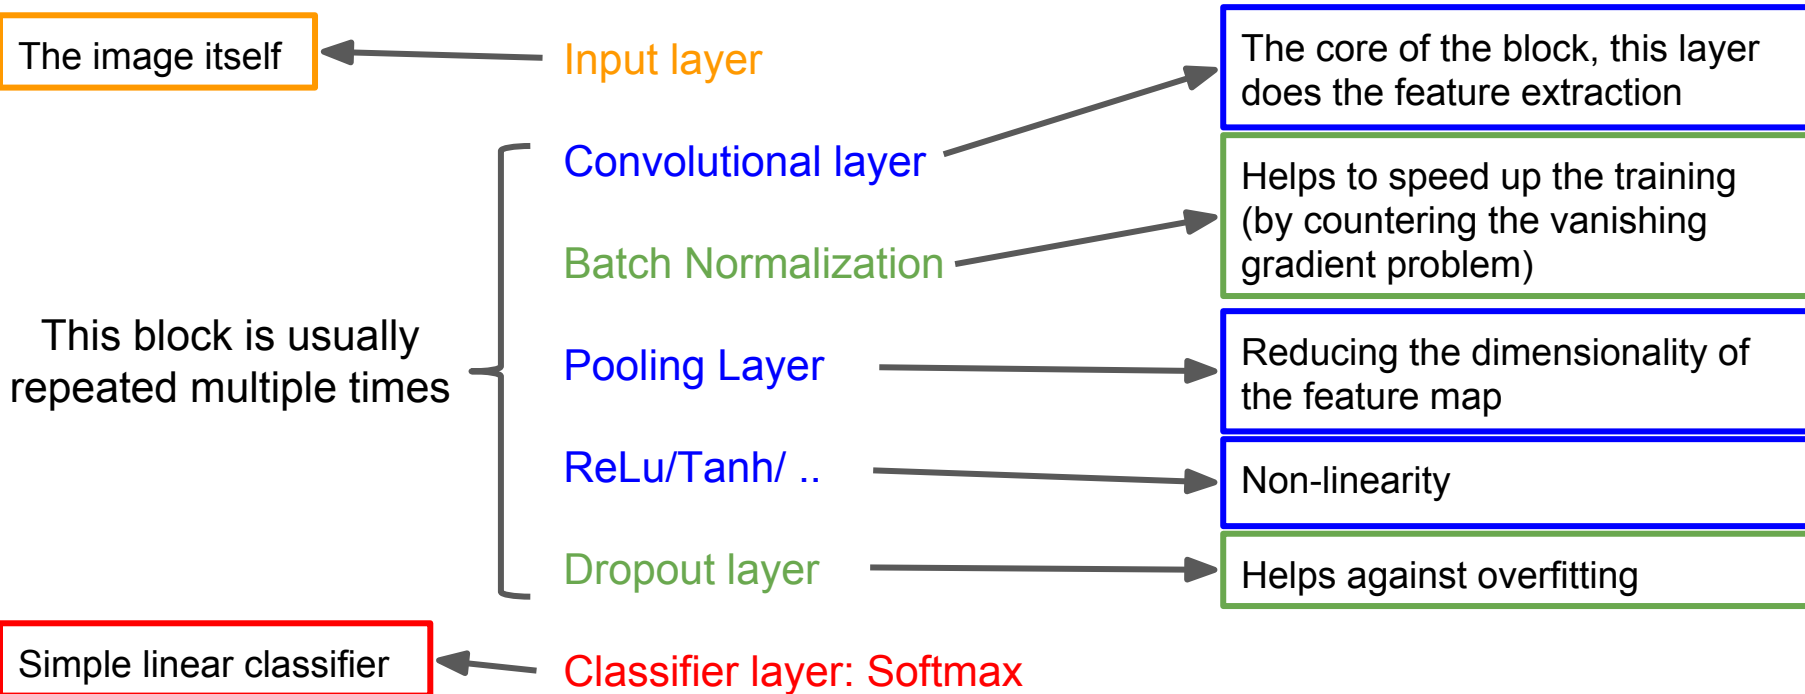 The image itself
Input layer
The core of the block, this layer
does the feature extraction
Convolutional layer
Helps to speed up the training
(by countering the vanishing
gradient problem)
Batch Normalization
This block is usually
repeated multiple times
Pooling Layer
Reducing the dimensionality of
the feature map
ReLu/Tanh/ ..
Non-linearity
Dropout layer
Helps against overfitting
Simple linear classifier
Classifier layer: Softmax